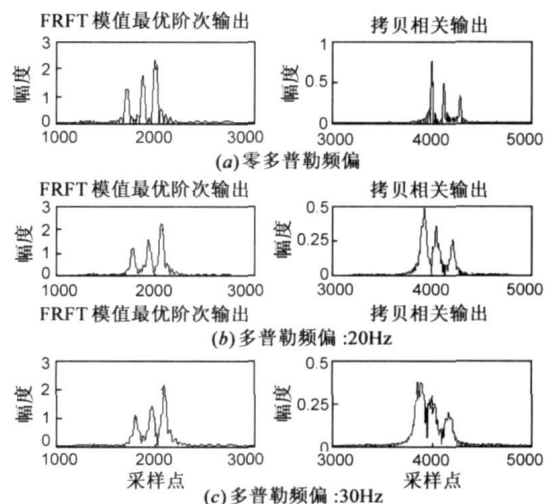 FRFT 模值最优阶次输出
拷贝相关输出
幅度
3
2
1
0
1000 2000 3000
幅度
1
0.5
0
3000 4000 5000
(a)零多普勒频偏
FRFT 模值最优阶次输出
拷贝相关输出
幅度
3
2
1
0
1000 2000 3000
幅度
0.5
0.25
0
3000 4000 5000
FRFT 模值最优阶次输出
拷贝相关输出
(b)多普勒频偏:20Hz
幅度
3
2
1
0
1000 2000 3000
采样点
幅度
0.5
0.25
0
3000 4000 5000
采样点
(c)多普勒频偏:30Hz